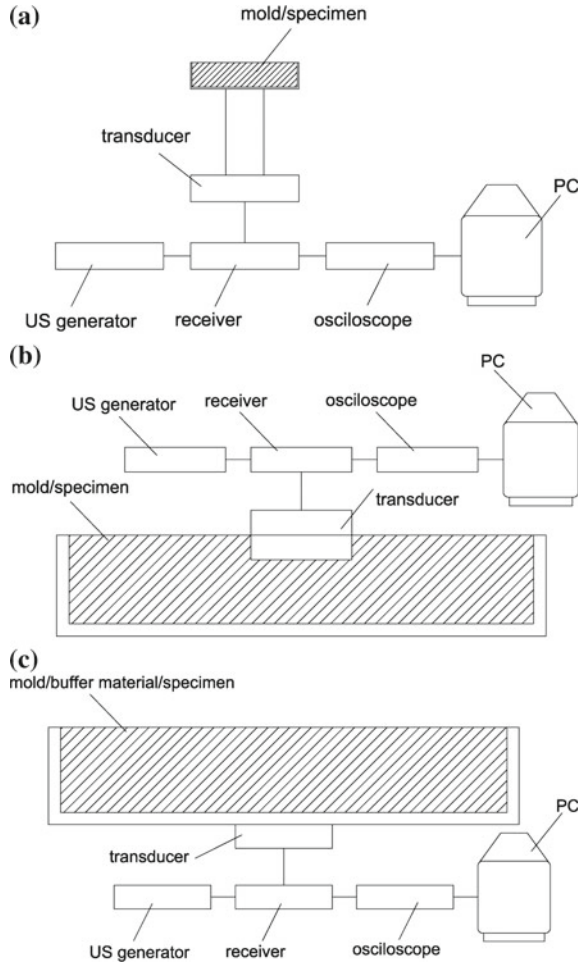 (a)
mold/specimen
transducer
PC
US generator
receiver
osciloscope
(b)
PC
US generator
receiver
osciloscope
mold/specimen
transducer
(c)
mold/buffer material/specimen
PC
transducer
US generator
receiver
osciloscope